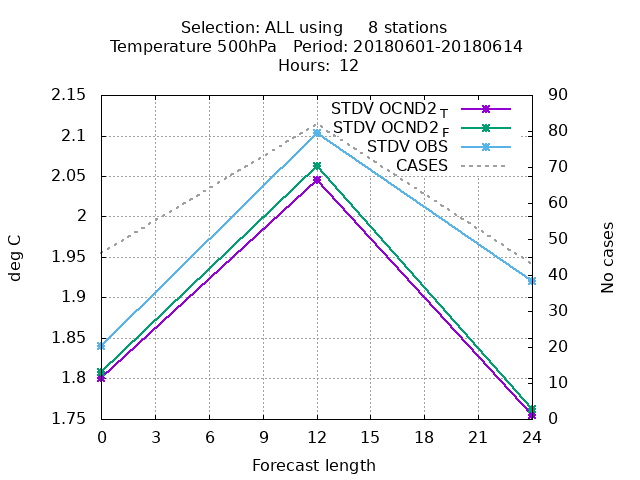 Selection: ALL using     8 stations
Temperature 500hPa   Period: 20180601-20180614
Hours:  12
2.15
2.1
2.05
2
1.95
1.9
1.85
1.8
1.75
90
80
70
60
50
40
30
20
10
0
STDV OCND2 T
STDV OCND2 F
STDV OBS
CASES
deg C
No cases
0 3 6 9 12 15 18 21 24
Forecast length